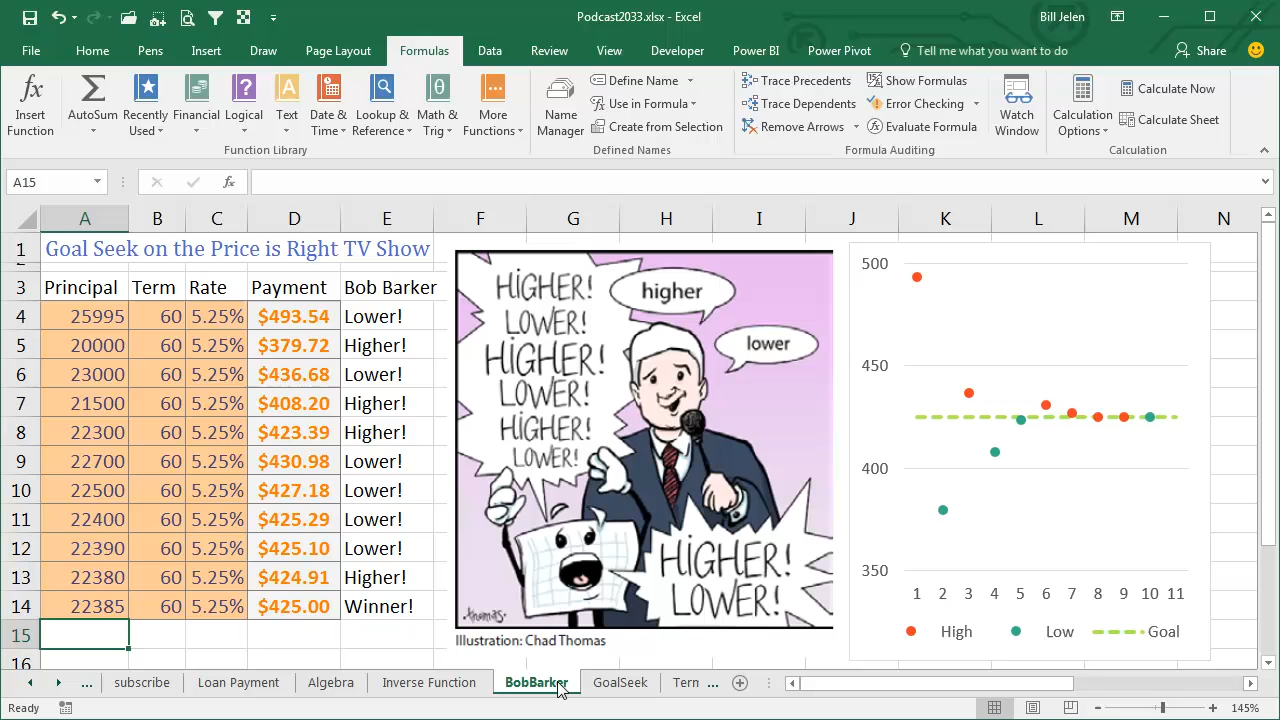 Podcast2033.xlsx - Excel
Bill Jelen
File Home Pens Insert Draw Page Layout Formulas Data Review View Developer Power BI Power Pivot Tell me what you want to do Share
Insert Function
AutoSum
Recently Used
Financial
Logical
Text
Date & Time
Lookup & Reference
Math & Trig
More Functions
Function Library
Name Manager
Define Name
Use in Formula
Create from Selection
Defined Names
Trace Precedents
Trace Dependents
Remove Arrows
Show Formulas
Error Checking
Evaluate Formula
Formula Auditing
Watch Window
Calculation Options
Calculate Now
Calculate Sheet
Calculation
A15
fx
A B C D E F G H I J K L M N
1 Goal Seek on the Price is Right TV Show
2
3 Principal Term Rate Payment Bob Barker
4 25995 60 5.25% $493.54 Lower!
5 20000 60 5.25% $379.72 Higher!
6 23000 60 5.25% $436.68 Lower!
7 21500 60 5.25% $408.20 Higher!
8 22300 60 5.25% $423.39 Higher!
9 22700 60 5.25% $430.98 Lower!
10 22500 60 5.25% $427.18 Lower!
11 22400 60 5.25% $425.29 Lower!
12 22390 60 5.25% $425.10 Lower!
13 22380 60 5.25% $424.91 Higher!
14 22385 60 5.25% $425.00 Winner!
15
16
HIGHER!
LOWER!
HIGHER!
LOWER!
HIGHER!
LOWER!
higher
lower
HIGHER!
LOWER!
thomas
Illustration: Chad Thomas
500
450
400
350
1 2 3 4 5 6 7 8 9 10 11
High Low Goal
... subscribe Loan Payment Algebra Inverse Function BobBarker GoalSeek Term ...
Ready
145%